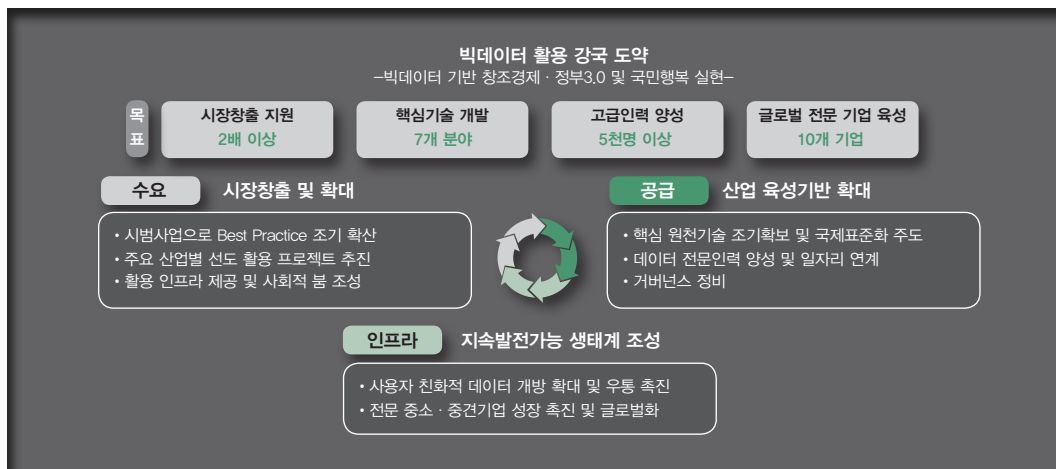 빅데이터 활용 강국 도약
–빅데이터 기반 창조경제 · 정부3.0 및 국민행복 실현–
목표
시장창출 지원
2배 이상
핵심기술 개발
7개 분야
고급인력 양성
5천명 이상
글로벌 전문 기업 육성
10개 기업
수요
시장창출 및 확대
• 시범사업으로 Best Practice 조기 확산
• 주요 산업별 선도 활용 프로젝트 추진
• 활용 인프라 제공 및 사회적 붐 조성
공급
산업 육성기반 확대
• 핵심 원천기술 조기확보 및 국제표준화 주도
• 데이터 전문인력 양성 및 일자리 연계
• 거버넌스 정비
인프라
지속발전가능 생태계 조성
• 사용자 친화적 데이터 개방 확대 및 우통 촉진
• 전문 중소 · 중견기업 성장 촉진 및 글로벌화